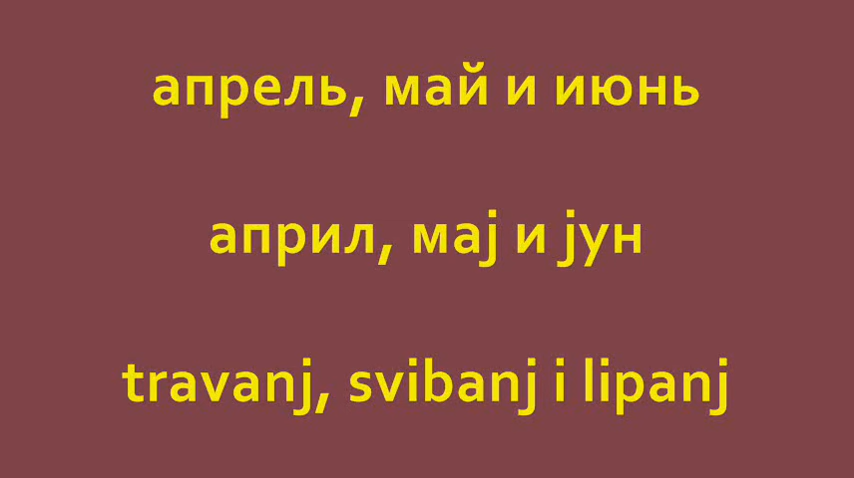 апрель, май и июнь
април, мај и јун
travanj, svibanj i lipanj